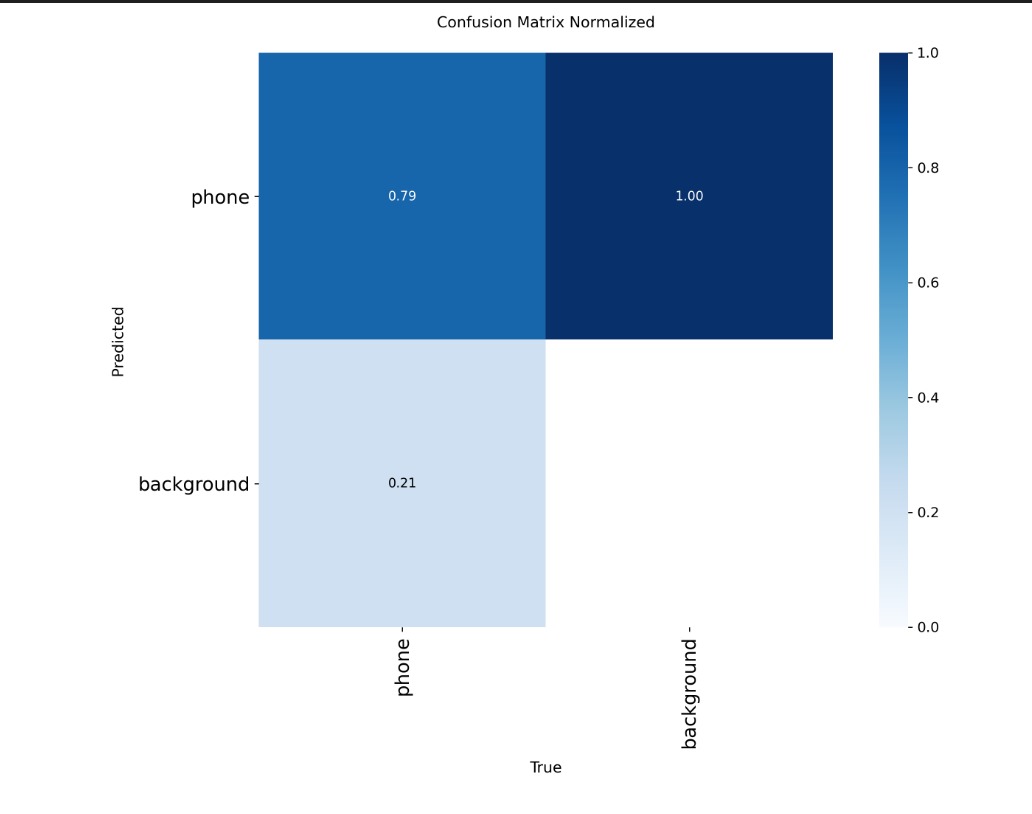 Confusion Matrix Normalized
1.0
phone
0.79
1.00
0.8
0.6
Predicted
0.4
background
0.21
0.2
0.0
phone
background
True